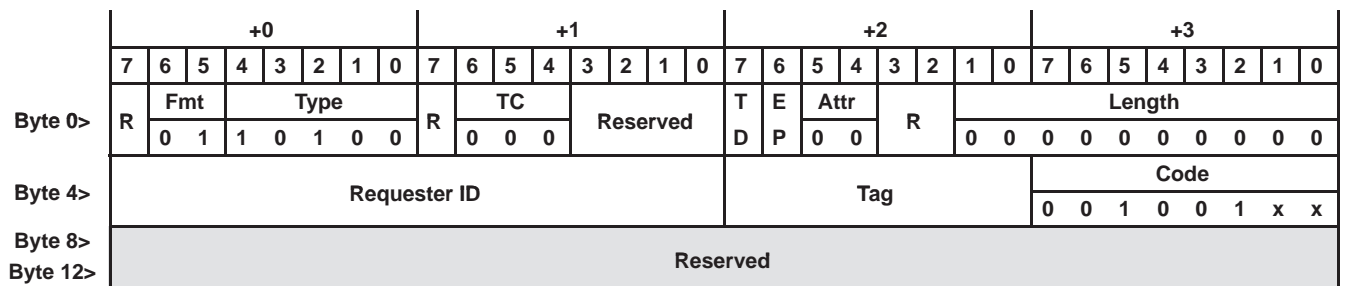 +0 +1 +2 +3
7 6 5 4 3 2 1 0 7 6 5 4 3 2 1 0 7 6 5 4 3 2 1 0 7 6 5 4 3 2 1 0
Byte 0> R Fmt Type R TC Reserved T E Attr R Length
0 1 1 0 1 0 0 0 0 0 D P 0 0 0 0 0 0 0 0 0 0 0 0
Byte 4> Requester ID Tag Code
0 0 1 0 0 1 x x
Byte 8>
Reserved
Byte 12>